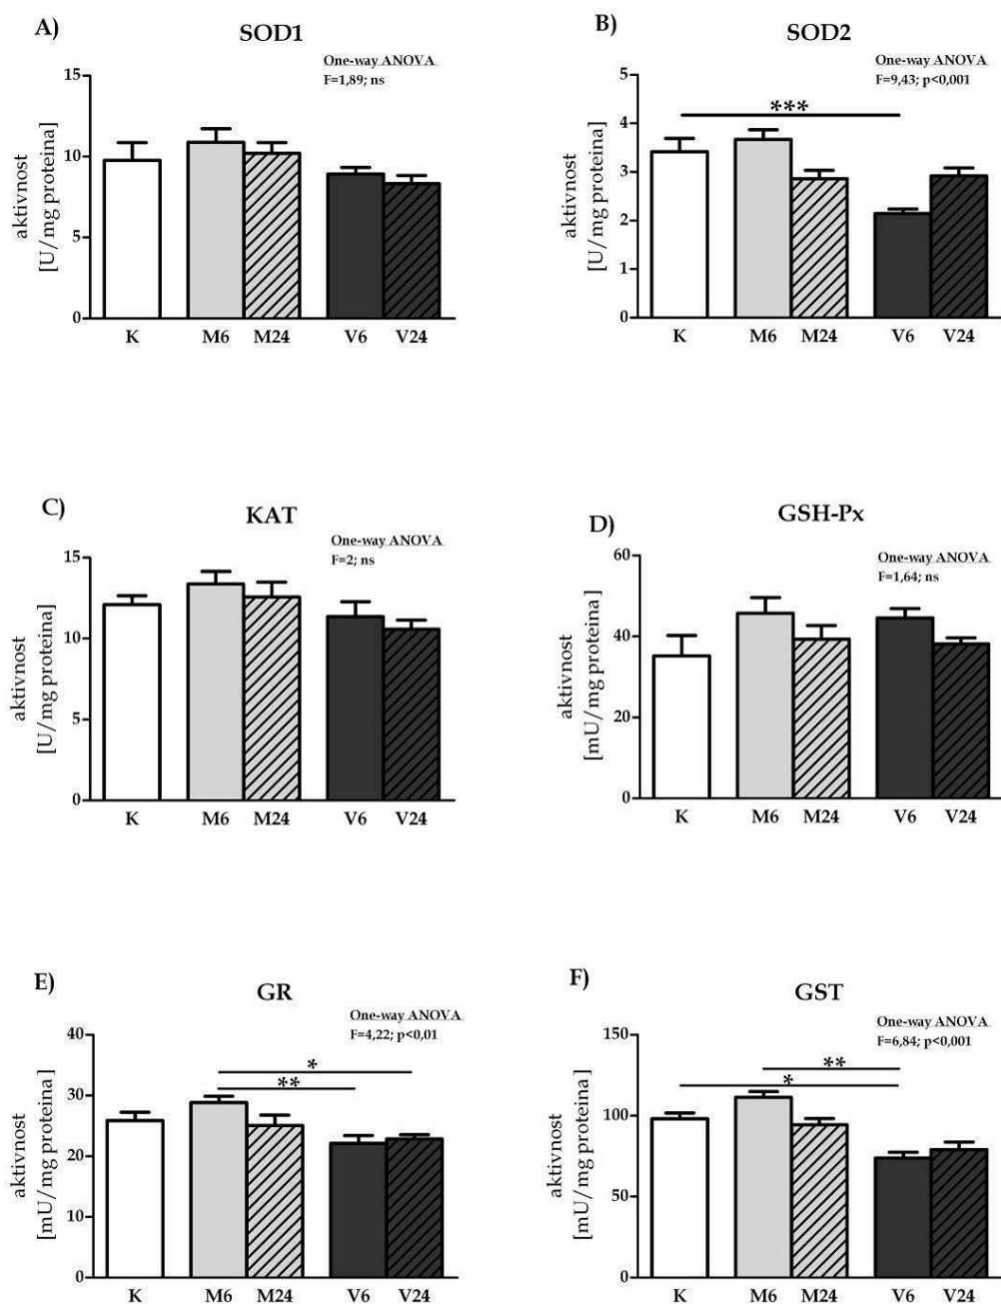 A)
SOD1
One-way ANOVA
F=1,89; ns
aktivnost
[U/mg proteina]
15
10
5
0
K M6 M24 V6 V24
B)
SOD2
One-way ANOVA
F=9,43; p<0,001
***
aktivnost
[U/mg proteina]
5
4
3
2
1
0
K M6 M24 V6 V24
C)
KAT
One-way ANOVA
F=2; ns
aktivnost
[U/mg proteina]
15
10
5
0
K M6 M24 V6 V24
D)
GSH-Px
One-way ANOVA
F=1,64; ns
aktivnost
[mU/mg proteina]
60
40
20
0
K M6 M24 V6 V24
E)
GR
One-way ANOVA
F=4,22; p<0,01
*
**
aktivnost
[mU/mg proteina]
40
30
20
10
0
K M6 M24 V6 V24
F)
GST
One-way ANOVA
F=6,84; p<0,001
**
*
aktivnost
[mU/mg proteina]
150
100
50
0
K M6 M24 V6 V24